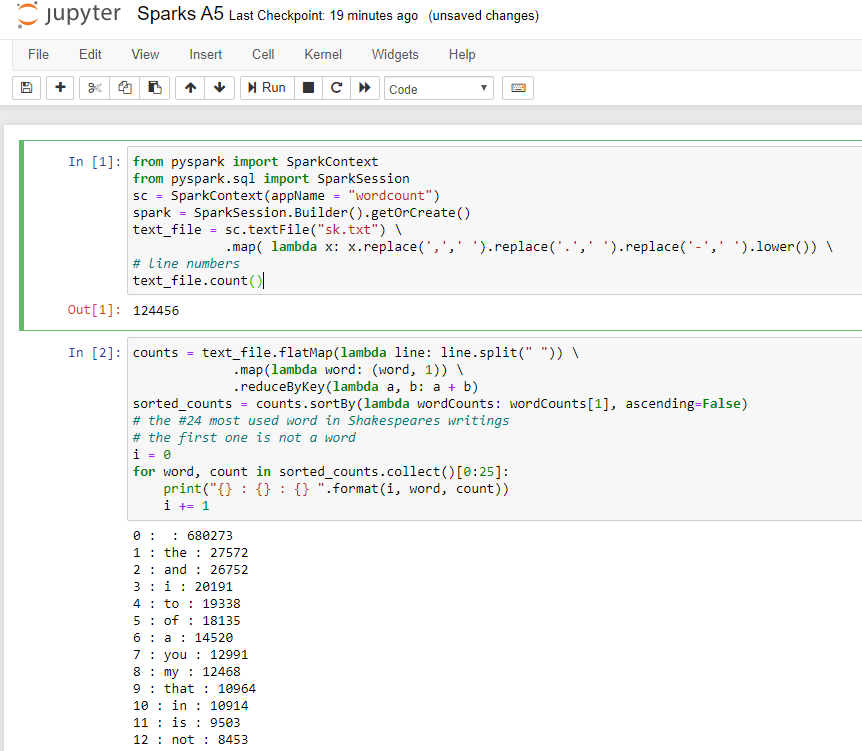 jupyter Sparks A5 Last Checkpoint: 19 minutes ago (unsaved changes)
File Edit View Insert Cell Kernel Widgets Help
Run Code
In [1]: from pyspark import SparkContext
from pyspark.sql import SparkSession
sc = SparkContext(appName = "wordcount")
spark = SparkSession.Builder().getOrCreate()
text_file = sc.textFile("sk.txt") \
            .map( lambda x: x.replace(',',' ').replace('.',' ').replace('-',' ').lower()) \
# line numbers
text_file.count()
Out[1]: 124456
In [2]: counts = text_file.flatMap(lambda line: line.split(" ")) \
             .map(lambda word: (word, 1)) \
             .reduceByKey(lambda a, b: a + b)
sorted_counts = counts.sortBy(lambda wordCounts: wordCounts[1], ascending=False)
# the #24 most used word in Shakespeares writings
# the first one is not a word
i = 0
for word, count in sorted_counts.collect()[0:25]:
    print("{} : {} : {} ".format(i, word, count))
    i += 1
0 :  : 680273
1 : the : 27572
2 : and : 26752
3 : i : 20191
4 : to : 19338
5 : of : 18135
6 : a : 14520
7 : you : 12991
8 : my : 12468
9 : that : 10964
10 : in : 10914
11 : is : 9503
12 : not : 8453